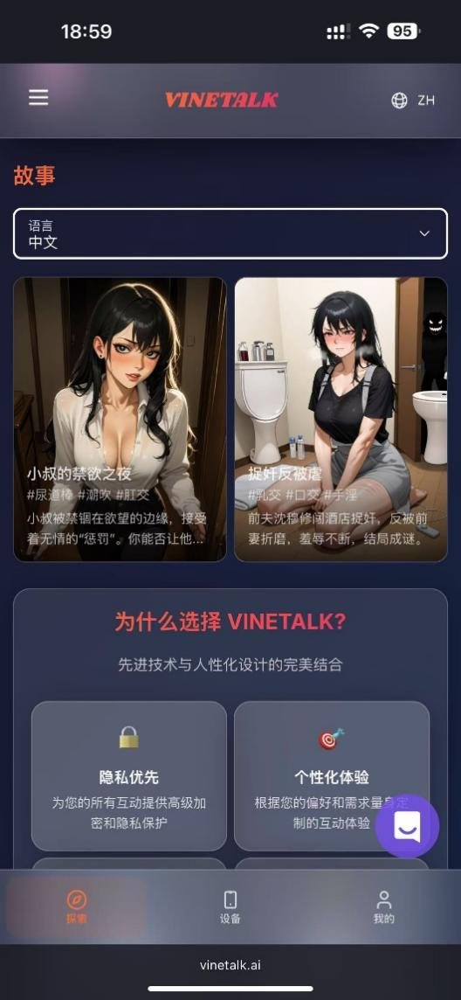 18:59
95
VINETALK
ZH
故事
语言
中文
小叔的禁欲之夜
#尿道棒 #潮吹 #肛交
小叔被禁锢在欲望的边缘，接受
着无情的“惩罚”。你能否让他...
捉奸反被虐
#乳交 #口交 #手淫
前夫沈穆修闯酒店捉奸，反被前
妻折磨，羞辱不断，结局成谜。
为什么选择 VINETALK?
先进技术与人性化设计的完美结合
隐私优先
为您的所有互动提供高级加
密和隐私保护
个性化体验
根据您的偏好和需求量身定
制的互动体验
探索
设备
我的
vinetalk.ai